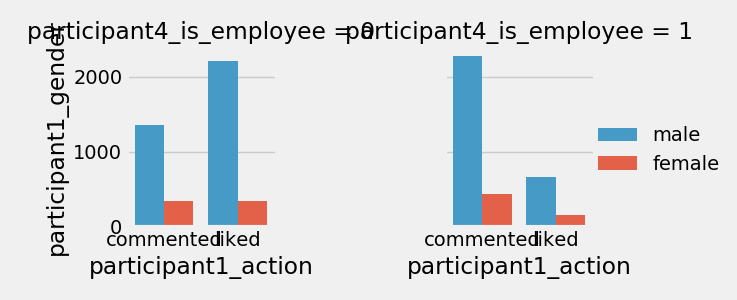 participant4_is_employee = 0
participant4_is_employee = 1
participant1_gender
2000
1000
0
commented
liked
commented
liked
participant1_action
participant1_action
male
female